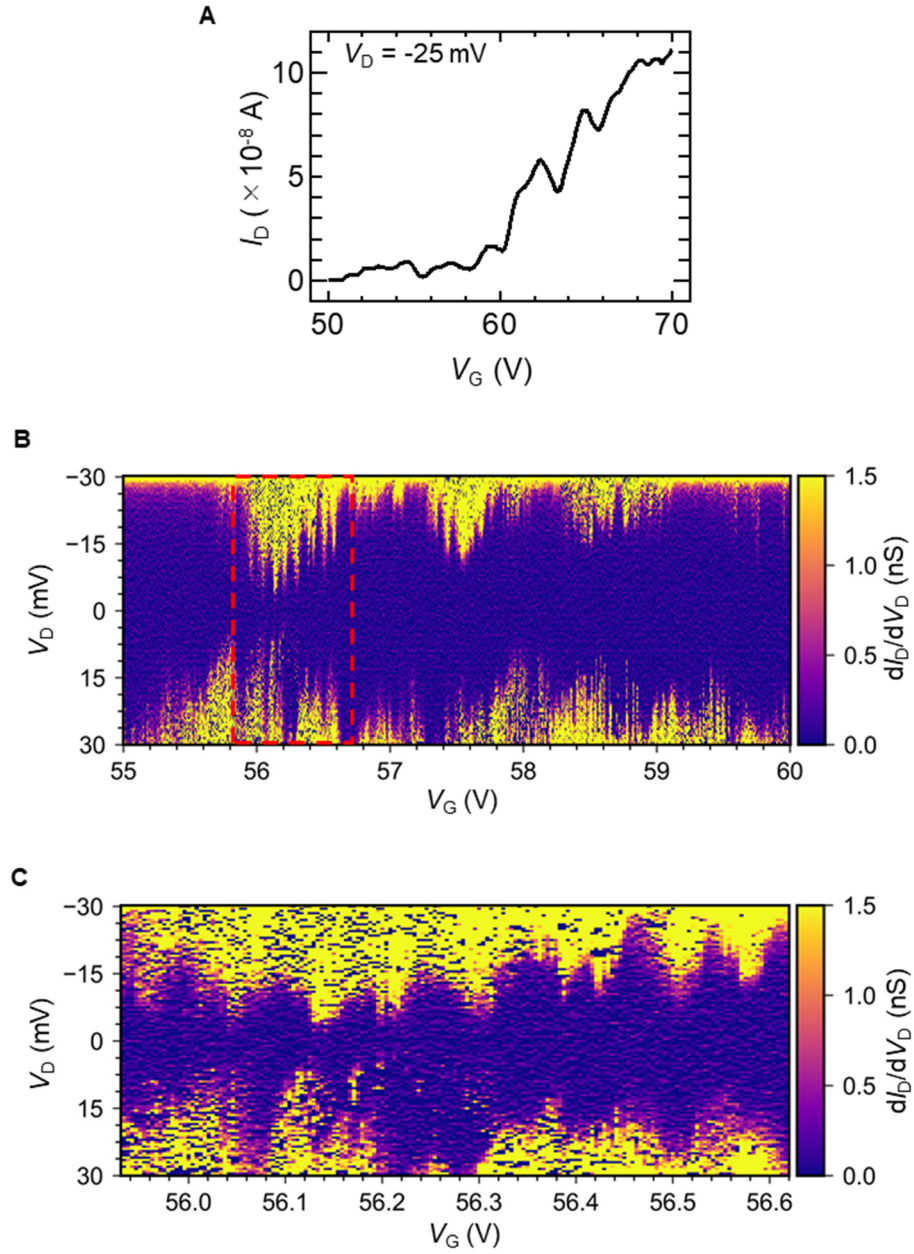 A
V_D = -25 mV
10
5
0
I_D ( × 10^-8 A)
50 60 70
V_G (V)
B
−30
−15
0
15
30
V_D (mV)
55 56 57 58 59 60
V_G (V)
1.5
1.0
0.5
0.0
dI_D/dV_D (nS)
C
−30
−15
0
15
30
V_D (mV)
56.0 56.1 56.2 56.3 56.4 56.5 56.6
V_G (V)
1.5
1.0
0.5
0.0
dI_D/dV_D (nS)